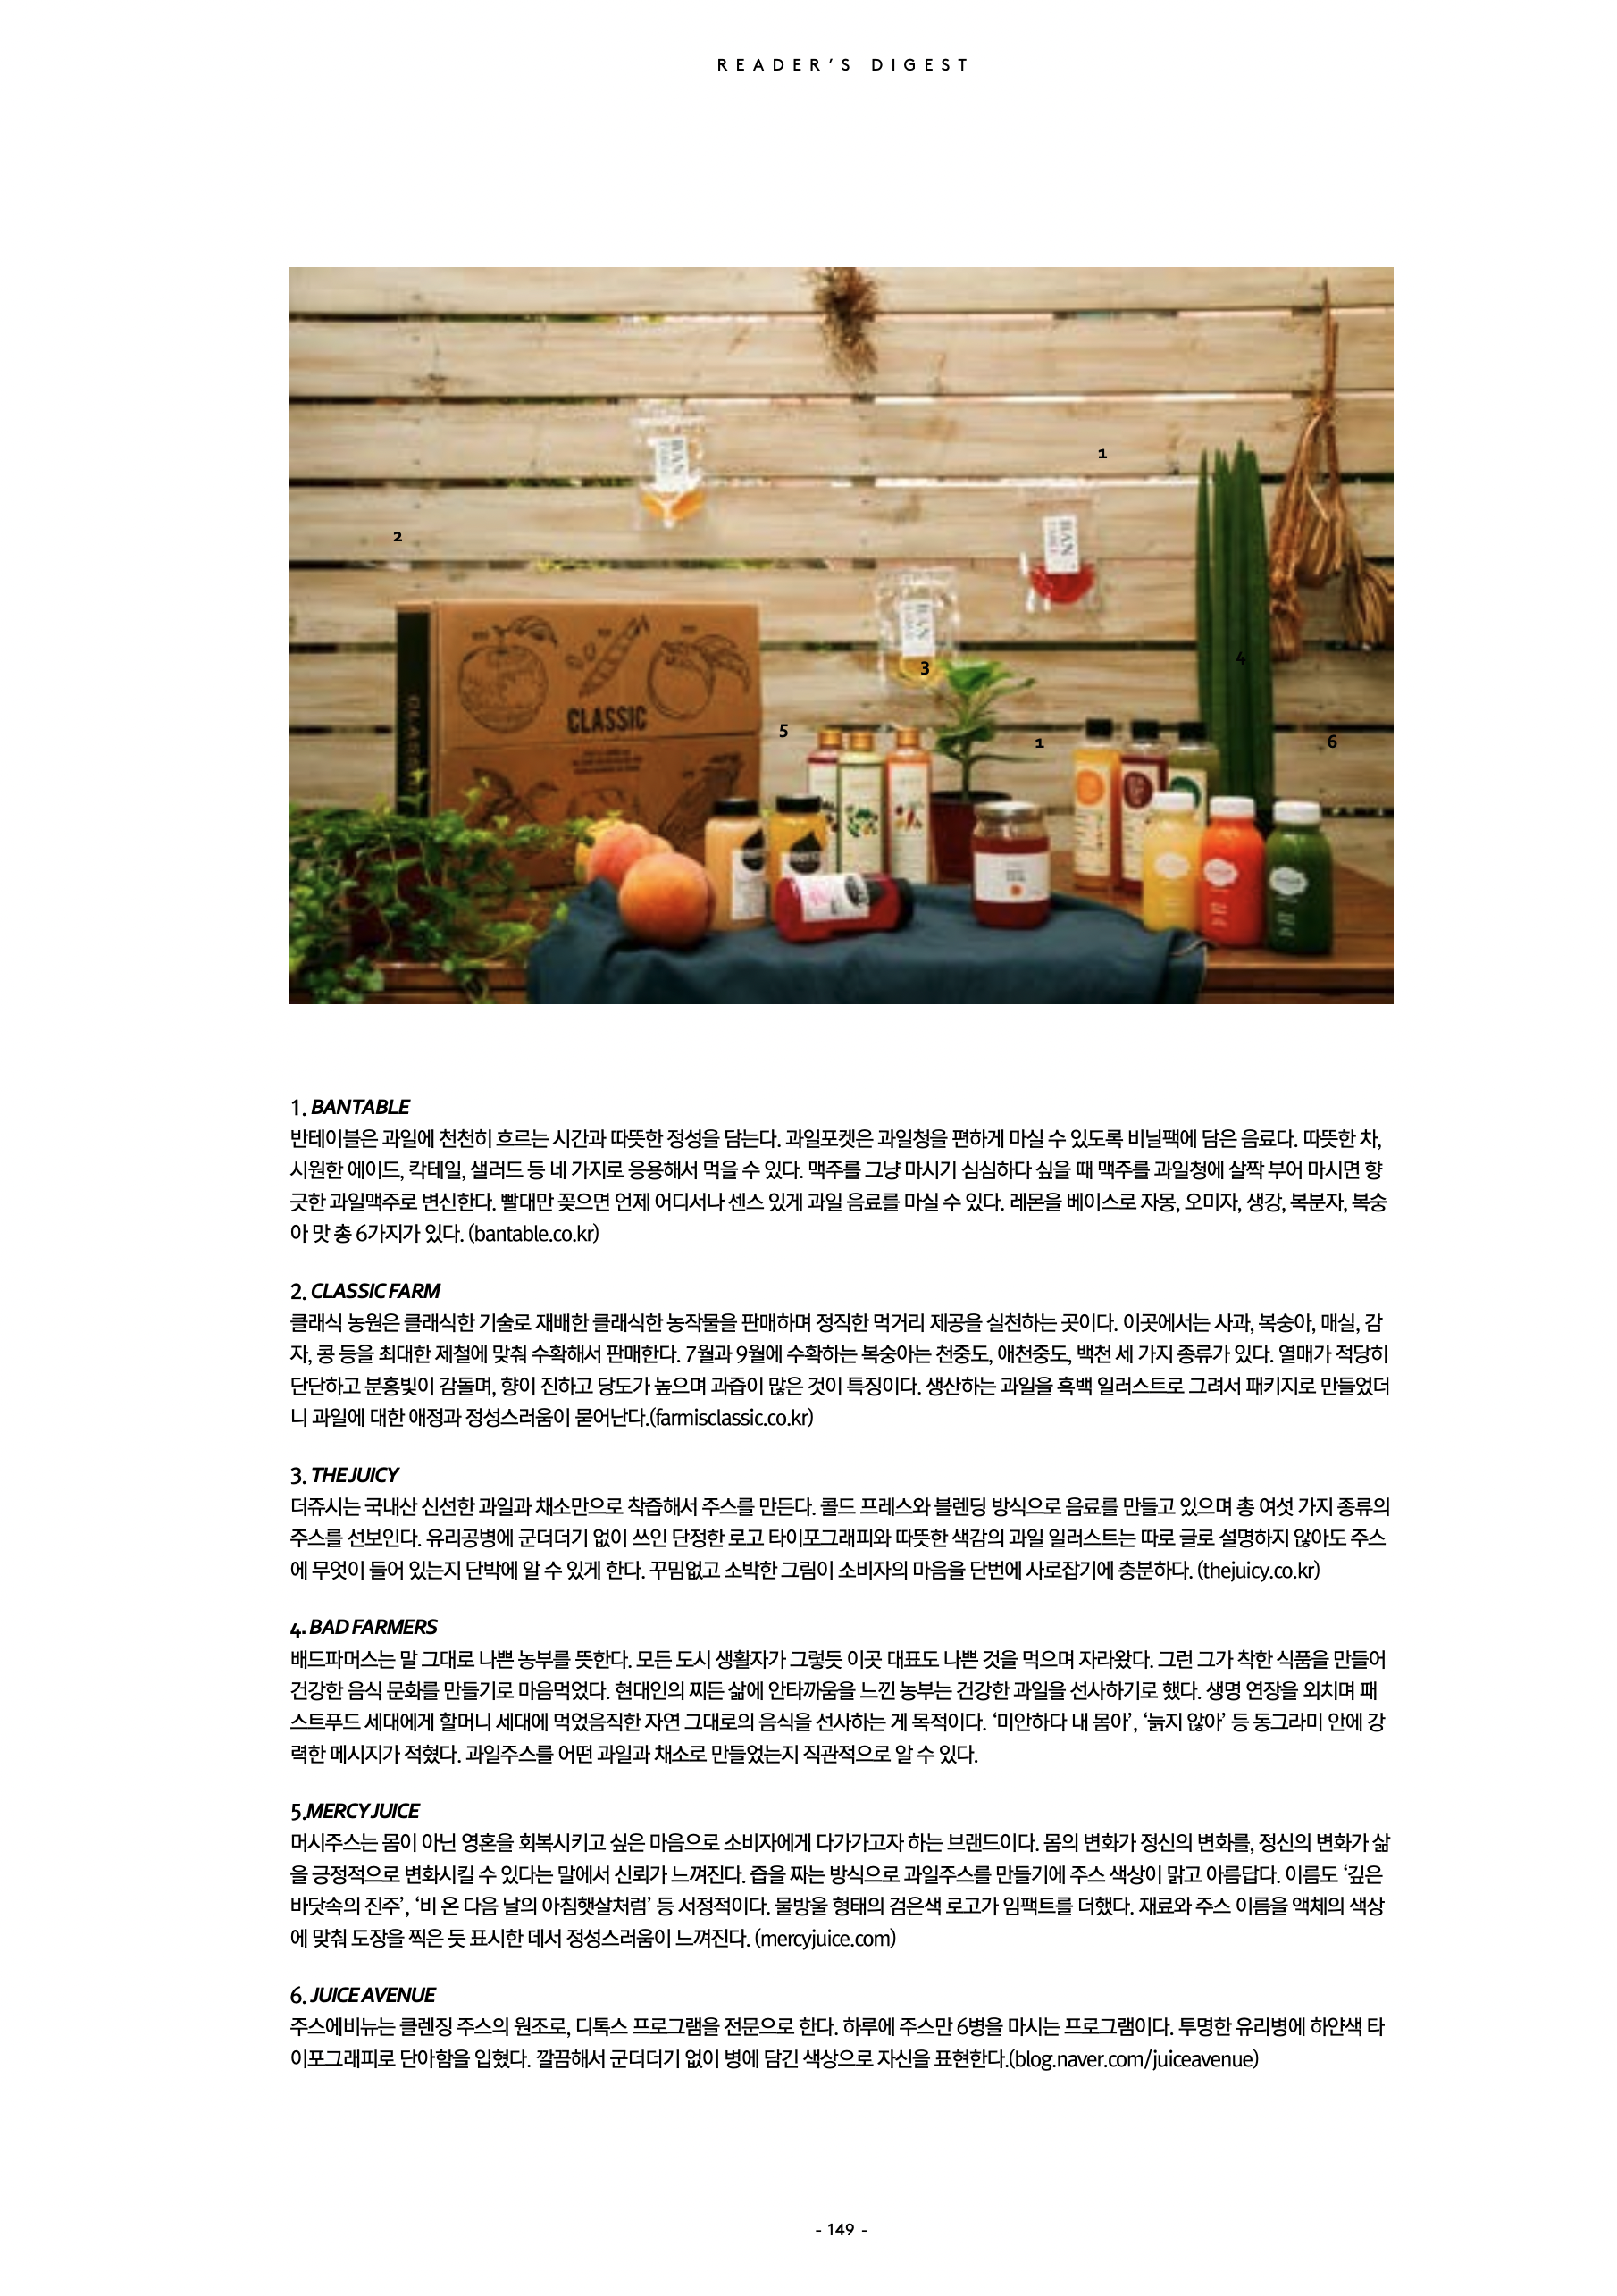 READER'S DIGEST
1
2
3
4
5
1
6
BAN
BAN
BAN
CLASSIC
1. BANTABLE
반테이블은 과일에 천천히 흐르는 시간과 따뜻한 정성을 담는다. 과일포켓은 과일청을 편하게 마실 수 있도록 비닐팩에 담은 음료다. 따뜻한 차,
시원한 에이드, 칵테일, 샐러드 등 네 가지로 응용해서 먹을 수 있다. 맥주를 그냥 마시기 심심하다 싶을 때 맥주를 과일청에 살짝 부어 마시면 향
긋한 과일맥주로 변신한다. 빨대만 꽂으면 언제 어디서나 센스 있게 과일 음료를 마실 수 있다. 레몬을 베이스로 자몽, 오미자, 생강, 복분자, 복숭
아 맛 총 6가지가 있다. (bantable.co.kr)
2. CLASSIC FARM
클래식 농원은 클래식한 기술로 재배한 클래식한 농작물을 판매하며 정직한 먹거리 제공을 실천하는 곳이다. 이곳에서는 사과, 복숭아, 매실, 감
자, 콩 등을 최대한 제철에 맞춰 수확해서 판매한다. 7월과 9월에 수확하는 복숭아는 천중도, 애천중도, 백천 세 가지 종류가 있다. 열매가 적당히
단단하고 분홍빛이 감돌며, 향이 진하고 당도가 높으며 과즙이 많은 것이 특징이다. 생산하는 과일을 흑백 일러스트로 그려서 패키지로 만들었더
니 과일에 대한 애정과 정성스러움이 묻어난다.(farmisclassic.co.kr)
3. THE JUICY
더쥬시는 국내산 신선한 과일과 채소만으로 착즙해서 주스를 만든다. 콜드 프레스와 블렌딩 방식으로 음료를 만들고 있으며 총 여섯 가지 종류의
주스를 선보인다. 유리공병에 군더더기 없이 쓰인 단정한 로고 타이포그래피와 따뜻한 색감의 과일 일러스트는 따로 글로 설명하지 않아도 주스
에 무엇이 들어 있는지 단박에 알 수 있게 한다. 꾸밈없고 소박한 그림이 소비자의 마음을 단번에 사로잡기에 충분하다. (thejuicy.co.kr)
4. BAD FARMERS
배드파머스는 말 그대로 나쁜 농부를 뜻한다. 모든 도시 생활자가 그렇듯 이곳 대표도 나쁜 것을 먹으며 자라왔다. 그런 그가 착한 식품을 만들어
건강한 음식 문화를 만들기로 마음먹었다. 현대인의 찌든 삶에 안타까움을 느낀 농부는 건강한 과일을 선사하기로 했다. 생명 연장을 외치며 패
스트푸드 세대에게 할머니 세대에 먹었음직한 자연 그대로의 음식을 선사하는 게 목적이다. ‘미안하다 내 몸아’, ‘늙지 않아’ 등 동그라미 안에 강
력한 메시지가 적혔다. 과일주스를 어떤 과일과 채소로 만들었는지 직관적으로 알 수 있다.
5.MERCY JUICE
머시주스는 몸이 아닌 영혼을 회복시키고 싶은 마음으로 소비자에게 다가가고자 하는 브랜드이다. 몸의 변화가 정신의 변화를, 정신의 변화가 삶
을 긍정적으로 변화시킬 수 있다는 말에서 신뢰가 느껴진다. 즙을 짜는 방식으로 과일주스를 만들기에 주스 색상이 맑고 아름답다. 이름도 ‘깊은
바닷속의 진주’, ‘비 온 다음 날의 아침햇살처럼’ 등 서정적이다. 물방울 형태의 검은색 로고가 임팩트를 더했다. 재료와 주스 이름을 액체의 색상
에 맞춰 도장을 찍은 듯 표시한 데서 정성스러움이 느껴진다. (mercyjuice.com)
6. JUICE AVENUE
주스에비뉴는 클렌징 주스의 원조로, 디톡스 프로그램을 전문으로 한다. 하루에 주스만 6병을 마시는 프로그램이다. 투명한 유리병에 하얀색 타
이포그래피로 단아함을 입혔다. 깔끔해서 군더더기 없이 병에 담긴 색상으로 자신을 표현한다.(blog.naver.com/juiceavenue)
- 149 -